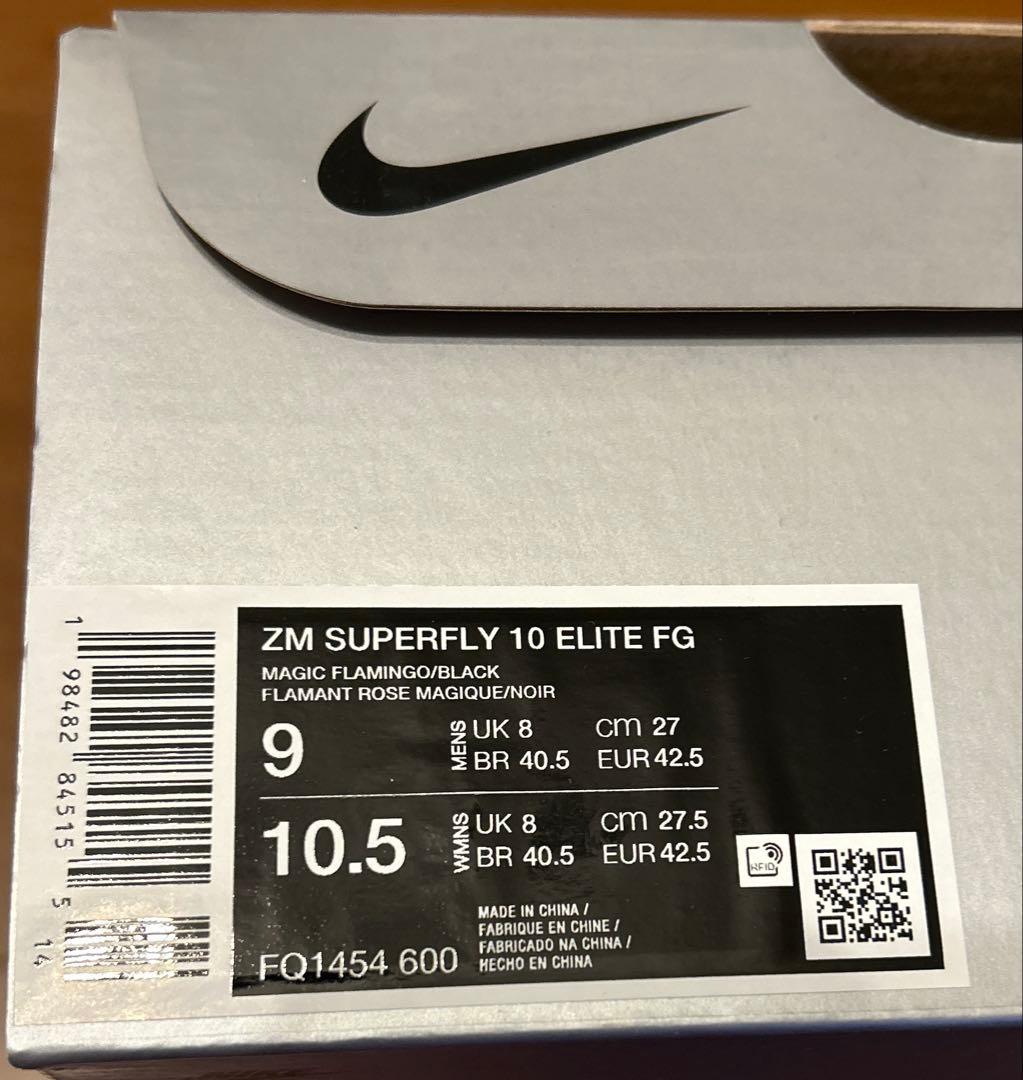 ZM SUPERFLY 10 ELITE FG
MAGIC FLAMINGO/BLACK
FLAMANT ROSE MAGIQUE/NOIR
9
MENS
UK 8 cm 27
BR 40.5 EUR 42.5
10.5
WMNS
UK 8 cm 27.5
BR 40.5 EUR 42.5
RFID
MADE IN CHINA /
FABRIQUE EN CHINE /
FABRICADO NA CHINA /
HECHO EN CHINA
FQ1454 600
1 98482 84515 5 14